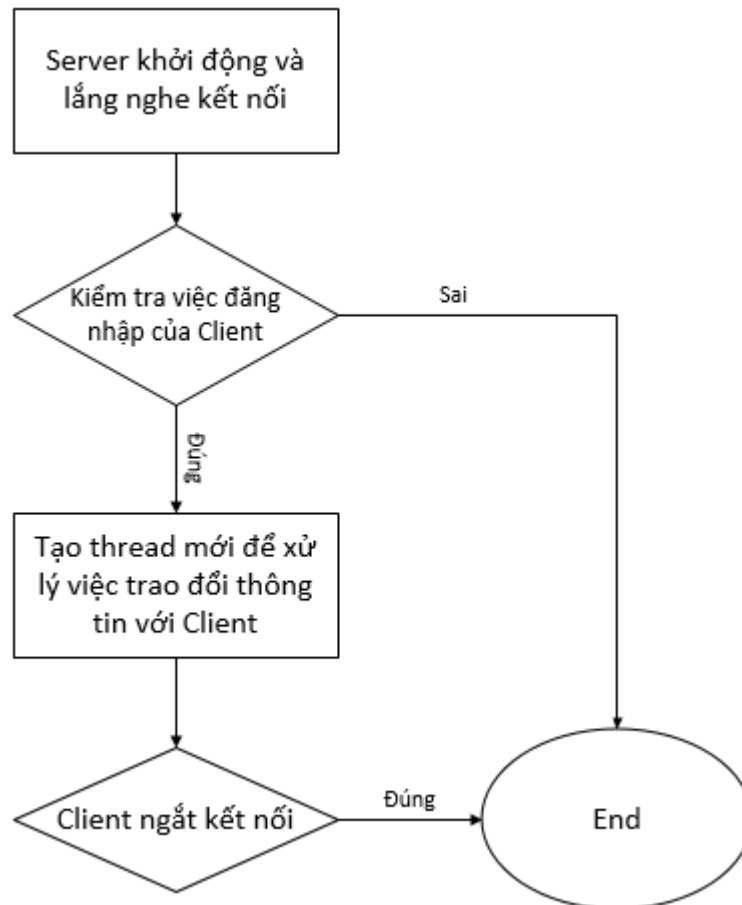 Server khởi động và
lắng nghe kết nối
Kiểm tra việc đăng
nhập của Client
Sai
Đúng
Tạo thread mới để xử
lý việc trao đổi thông
tin với Client
Client ngắt kết nối
Đúng
End